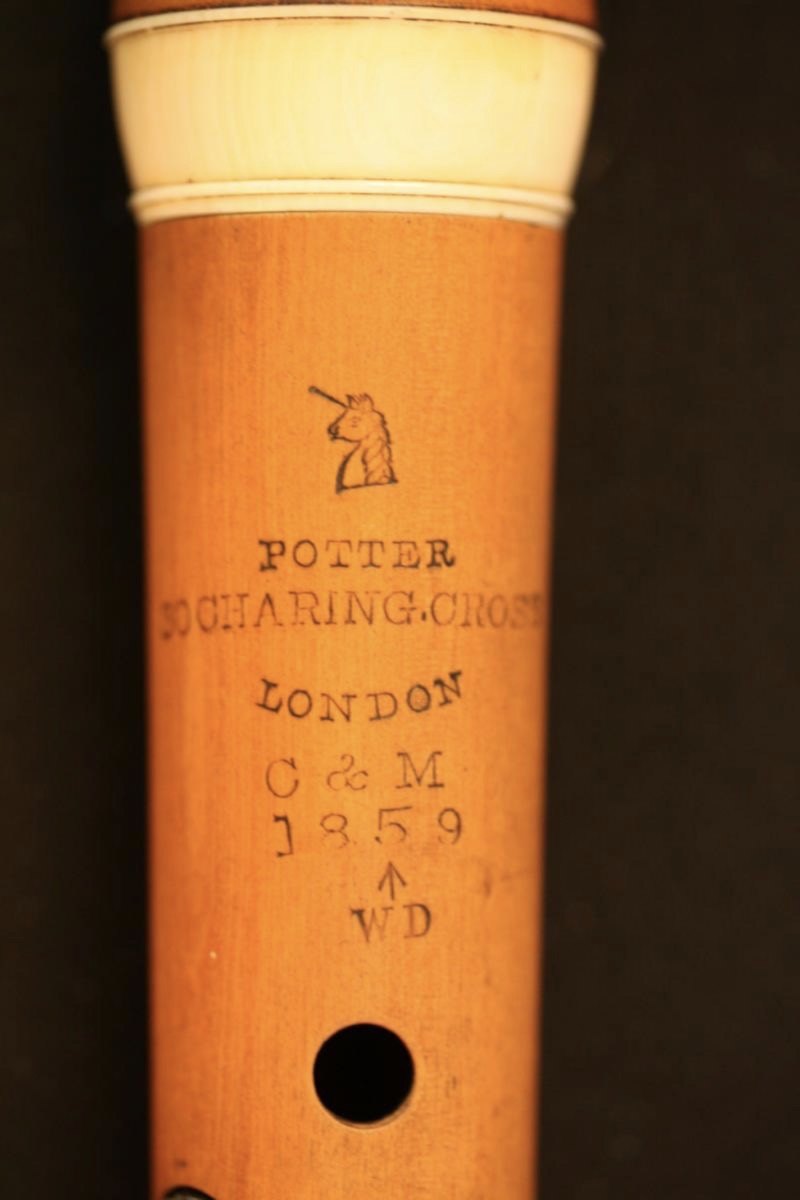 POTTER
30 CHARING.CROSS
LONDON
C & M
1859
WD